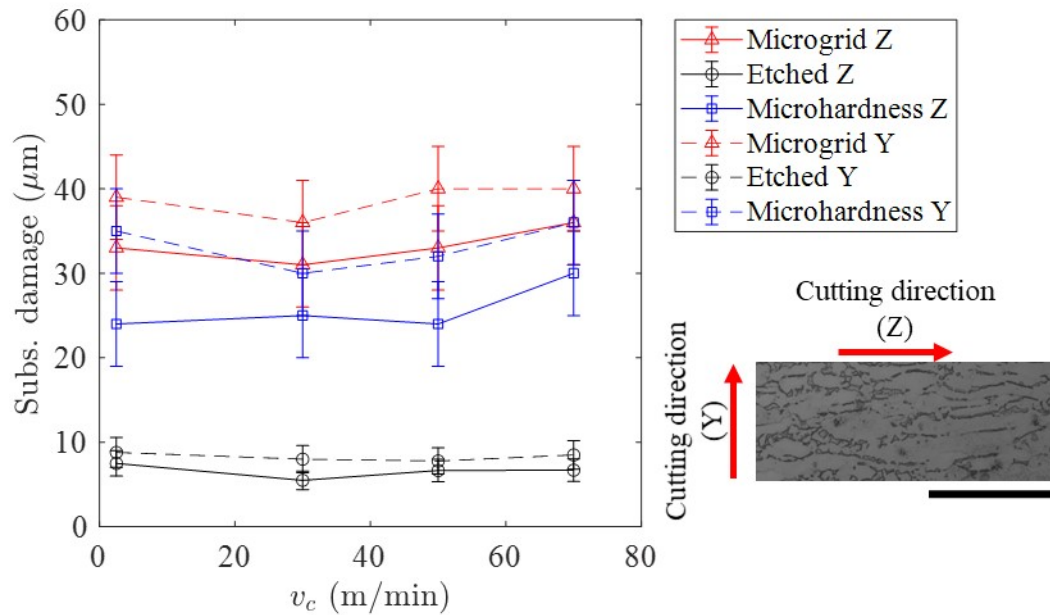 60
50
40
30
20
10
0
Subs. damage (μm)
0 20 40 60 80
v_c (m/min)
Microgrid Z
Etched Z
Microhardness Z
Microgrid Y
Etched Y
Microhardness Y
Cutting direction
(Z)
Cutting direction
(Y)